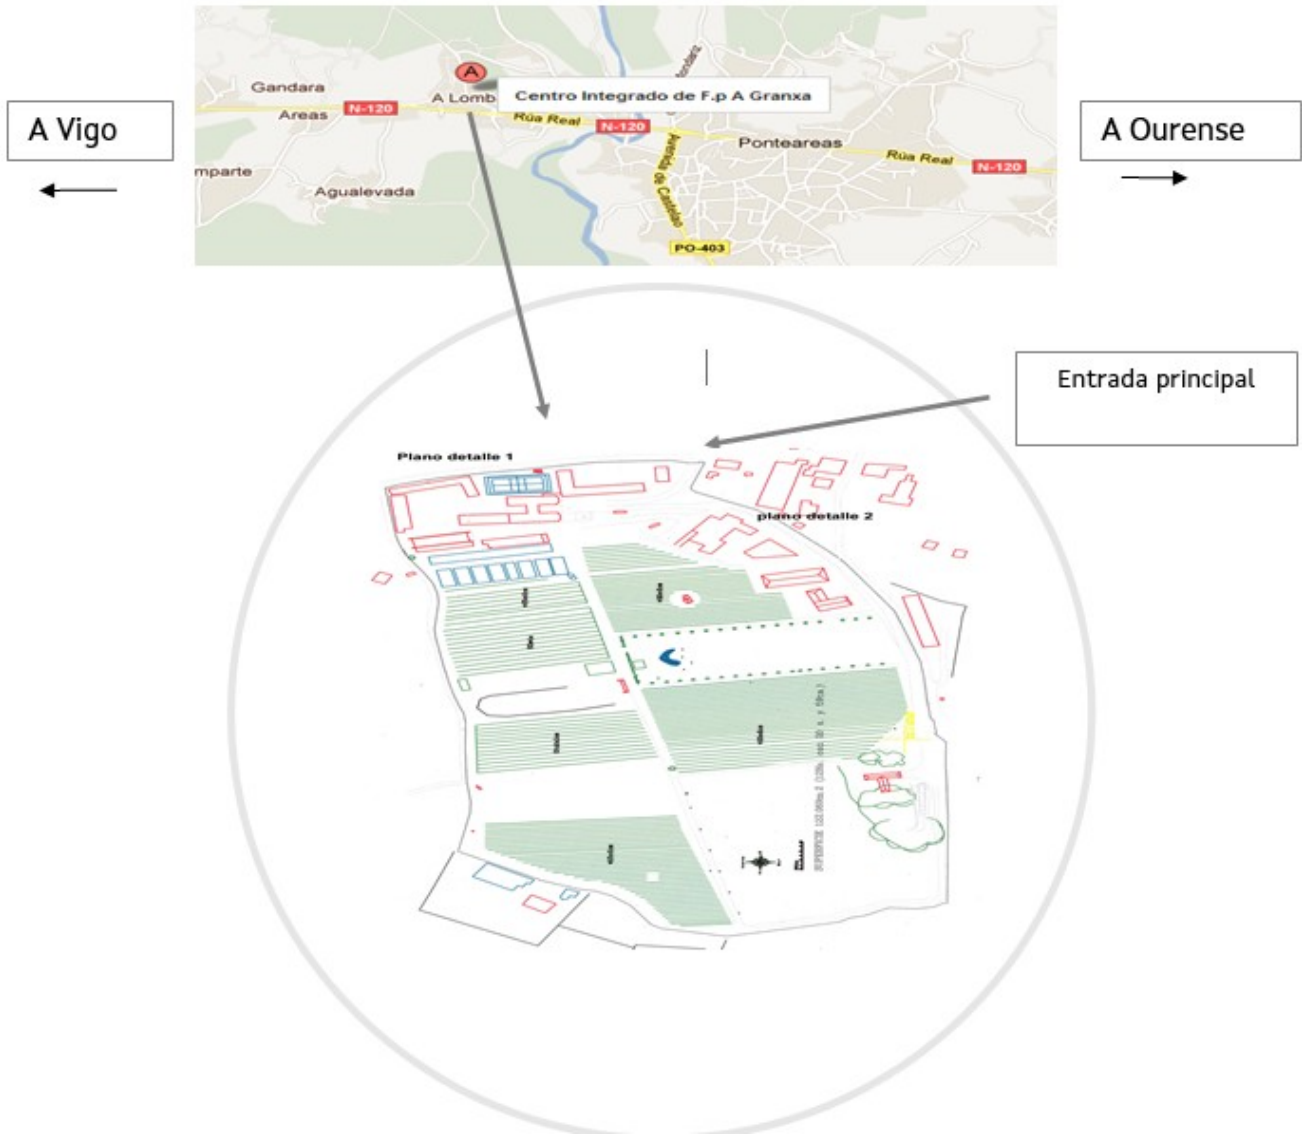 Gandara
A Lomb
Centro Integrado de F.p A Granxa
N-120
Areas
Rúa Real
N-120
Ponteareas
Rúa Real
N-120
mparte
Agualevada
Avenida de Castelao
PO-403
A Vigo
A Ourense
Entrada principal
Plano detalle 1
plano detalle 2